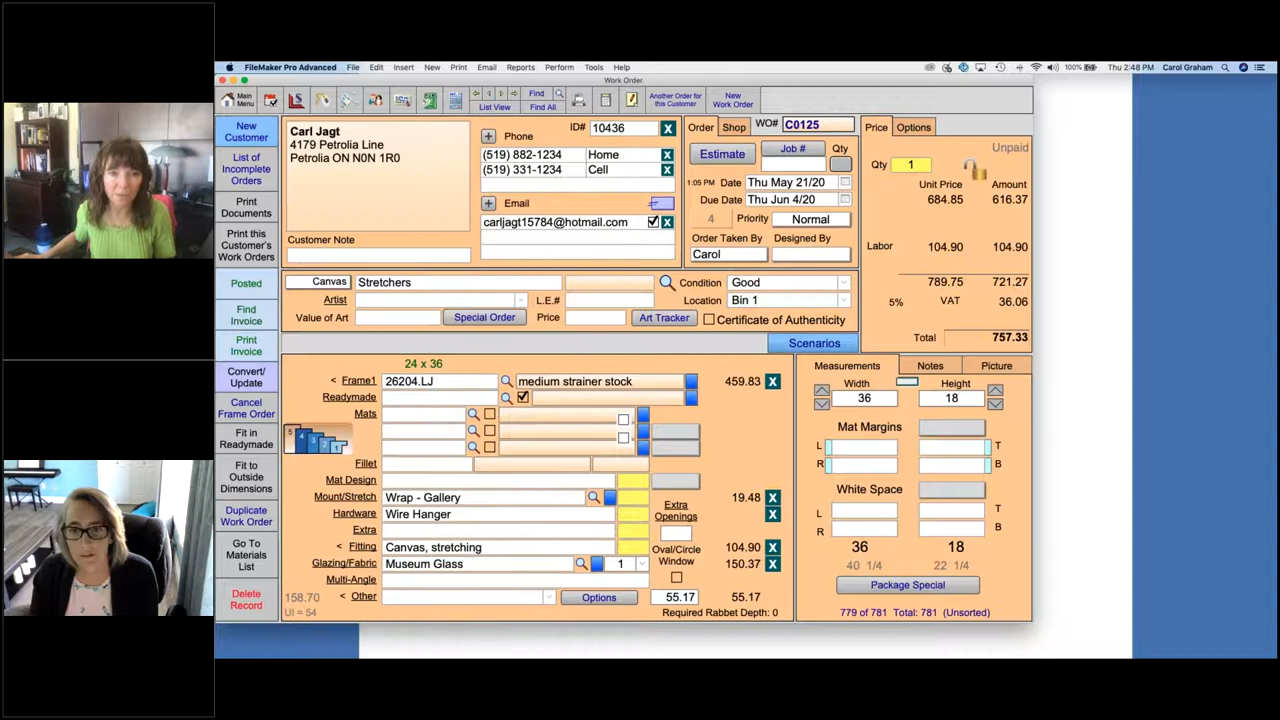 FileMaker Pro Advanced File Edit Insert New Print Email Reports Perform Tools Help 100% Thu 2:48 PM Carol Graham
Work Order
Main Menu
List View
Find
Find All
Another Order for this Customer
New Work Order
New Customer
List of Incomplete Orders
Print Documents
Print this Customer's Work Orders
Posted
Find Invoice
Print Invoice
Convert/ Update
Cancel Frame Order
Fit in Readymade
Fit to Outside Dimensions
Duplicate Work Order
Go To Materials List
Delete Record
Carl Jagt
4179 Petrolia Line
Petrolia ON N0N 1R0
Customer Note
ID# 10436 X
Phone
(519) 882-1234 Home X
(519) 331-1234 Cell X
Email
carljagt15784@hotmail.com X
Order Shop WO# C0125
Estimate Job # Qty
1:05 PM Date Thu May 21/20
Due Date Thu Jun 4/20
4 Priority Normal
Order Taken By Designed By
Carol
Price Options
Unpaid
Qty 1
Unit Price Amount
684.85 616.37
Labor 104.90 104.90
789.75 721.27
5% VAT 36.06
Total 757.33
Canvas Stretchers Condition Good
Artist L.E.# Location Bin 1
Value of Art Special Order Price Art Tracker Certificate of Authenticity
Scenarios
24 x 36
< Frame1 26204.LJ medium strainer stock 459.83 X
Readymade
Mats
5 4 3 2 1
Fillet
Mat Design
Mount/Stretch Wrap - Gallery 19.48 X
Hardware Wire Hanger X
Extra
Extra Openings
< Fitting Canvas, stretching 104.90 X
Oval/Circle Window
Glazing/Fabric Museum Glass 1 150.37 X
Multi-Angle
158.70 < Other Options 55.17 55.17
UI = 54 Required Rabbet Depth: 0
Measurements Notes Picture
Width Height
36 18
Mat Margins
L T
R B
White Space
L T
R B
36 18
40 1/4 22 1/4
Package Special
779 of 781 Total: 781 (Unsorted)